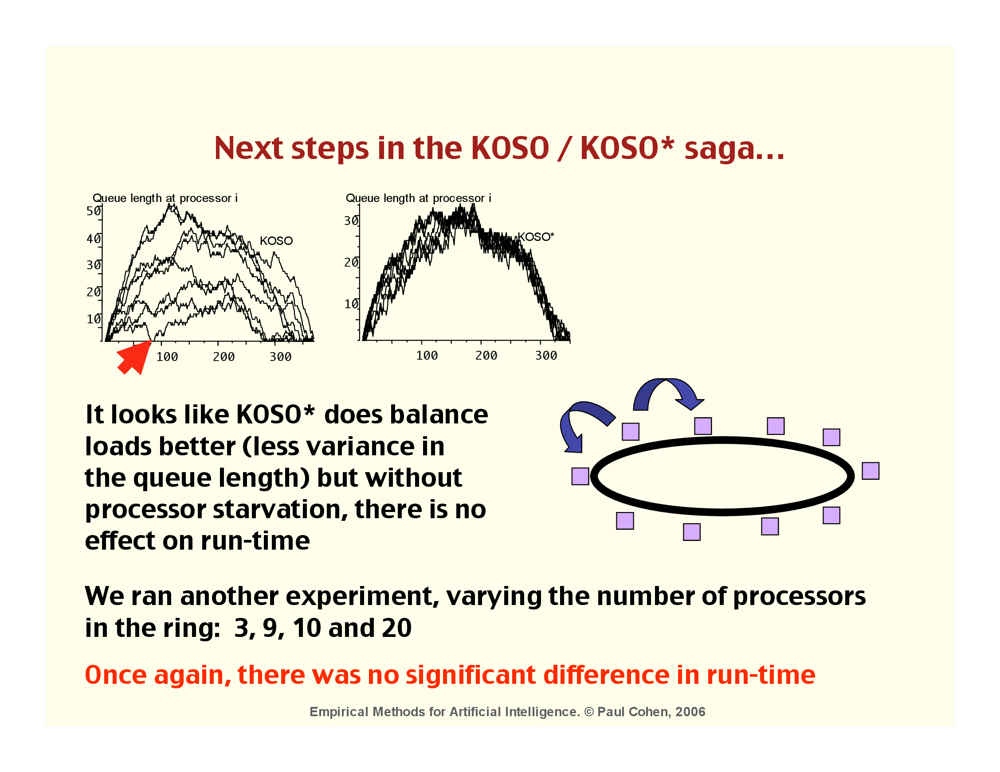 Next steps in the KOSO / KOSO* saga…
Queue length at processor i
50
40
30
20
10
KOSO
100 200 300
Queue length at processor i
30
20
10
KOSO*
100 200 300
It looks like KOSO* does balance
loads better (less variance in
the queue length) but without
processor starvation, there is no
effect on run-time
We ran another experiment, varying the number of processors
in the ring: 3, 9, 10 and 20
Once again, there was no significant difference in run-time
Empirical Methods for Artificial Intelligence. © Paul Cohen, 2006